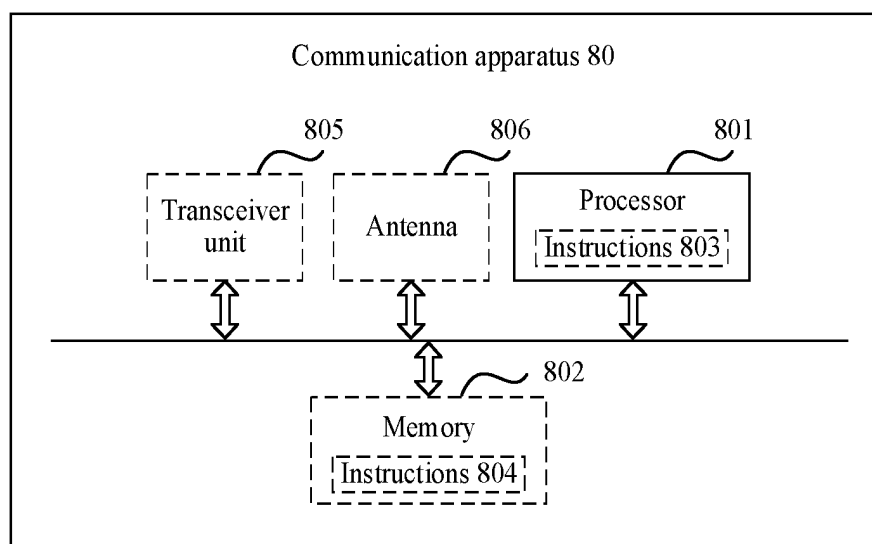 Communication apparatus 80
805
806
801
Transceiver
unit
Antenna
Processor
Instructions 803
802
Memory
Instructions 804